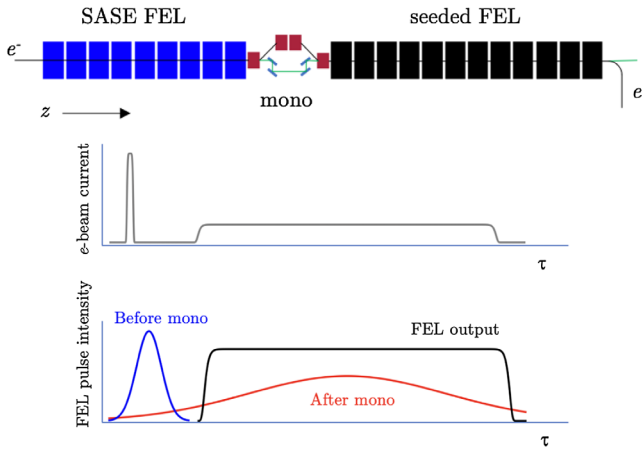 SASE FEL
seeded FEL
e-
mono
e
z
e-beam current
τ
FEL pulse intensity
Before mono
FEL output
After mono
τ